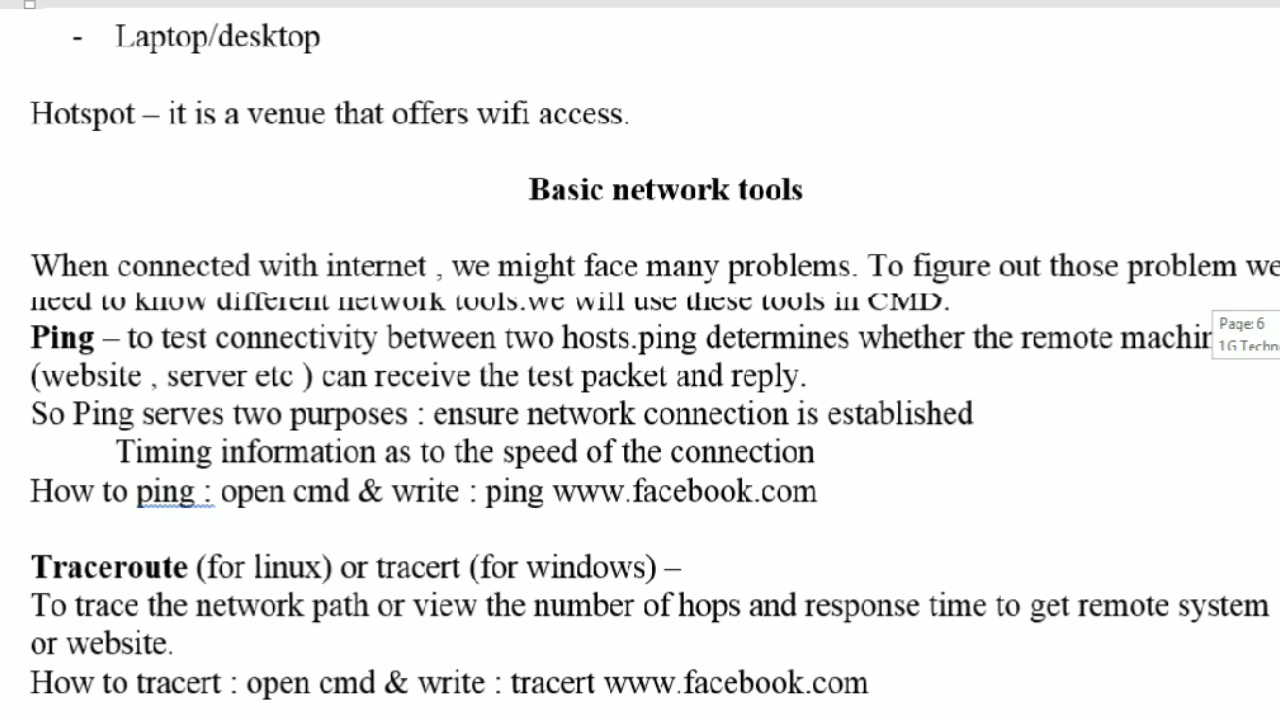 - Laptop/desktop
Hotspot – it is a venue that offers wifi access.
Basic network tools
When connected with internet , we might face many problems. To figure out those problem we
need to know different network tools.we will use these tools in CMD.
Ping – to test connectivity between two hosts.ping determines whether the remote machin
Page: 6
1G Techn
(website , server etc ) can receive the test packet and reply.
So Ping serves two purposes : ensure network connection is established
Timing information as to the speed of the connection
How to ping : open cmd & write : ping www.facebook.com
Traceroute (for linux) or tracert (for windows) –
To trace the network path or view the number of hops and response time to get remote system
or website.
How to tracert : open cmd & write : tracert www.facebook.com